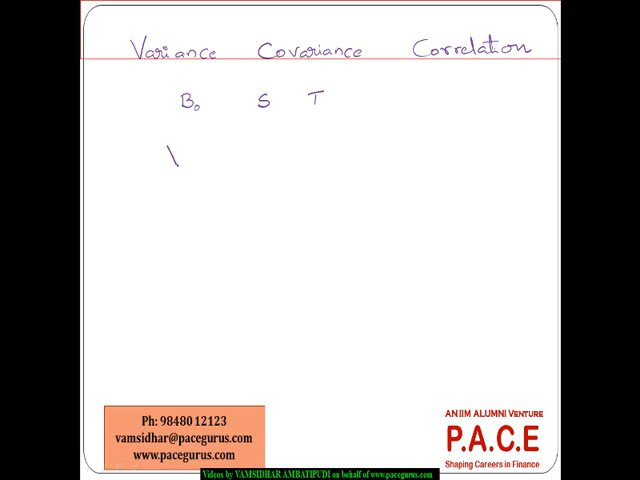 Variance Covariance Correlation
B₀ S T
\
Ph: 98480 12123
vamsidhar@pacegurus.com
www.pacegurus.com
AN IIM ALUMNI VENTURE
P.A.C.E
Shaping Careers in Finance
Videos by VAMSIDHAR AMBATIPUDI on behalf of www.pacegurus.com